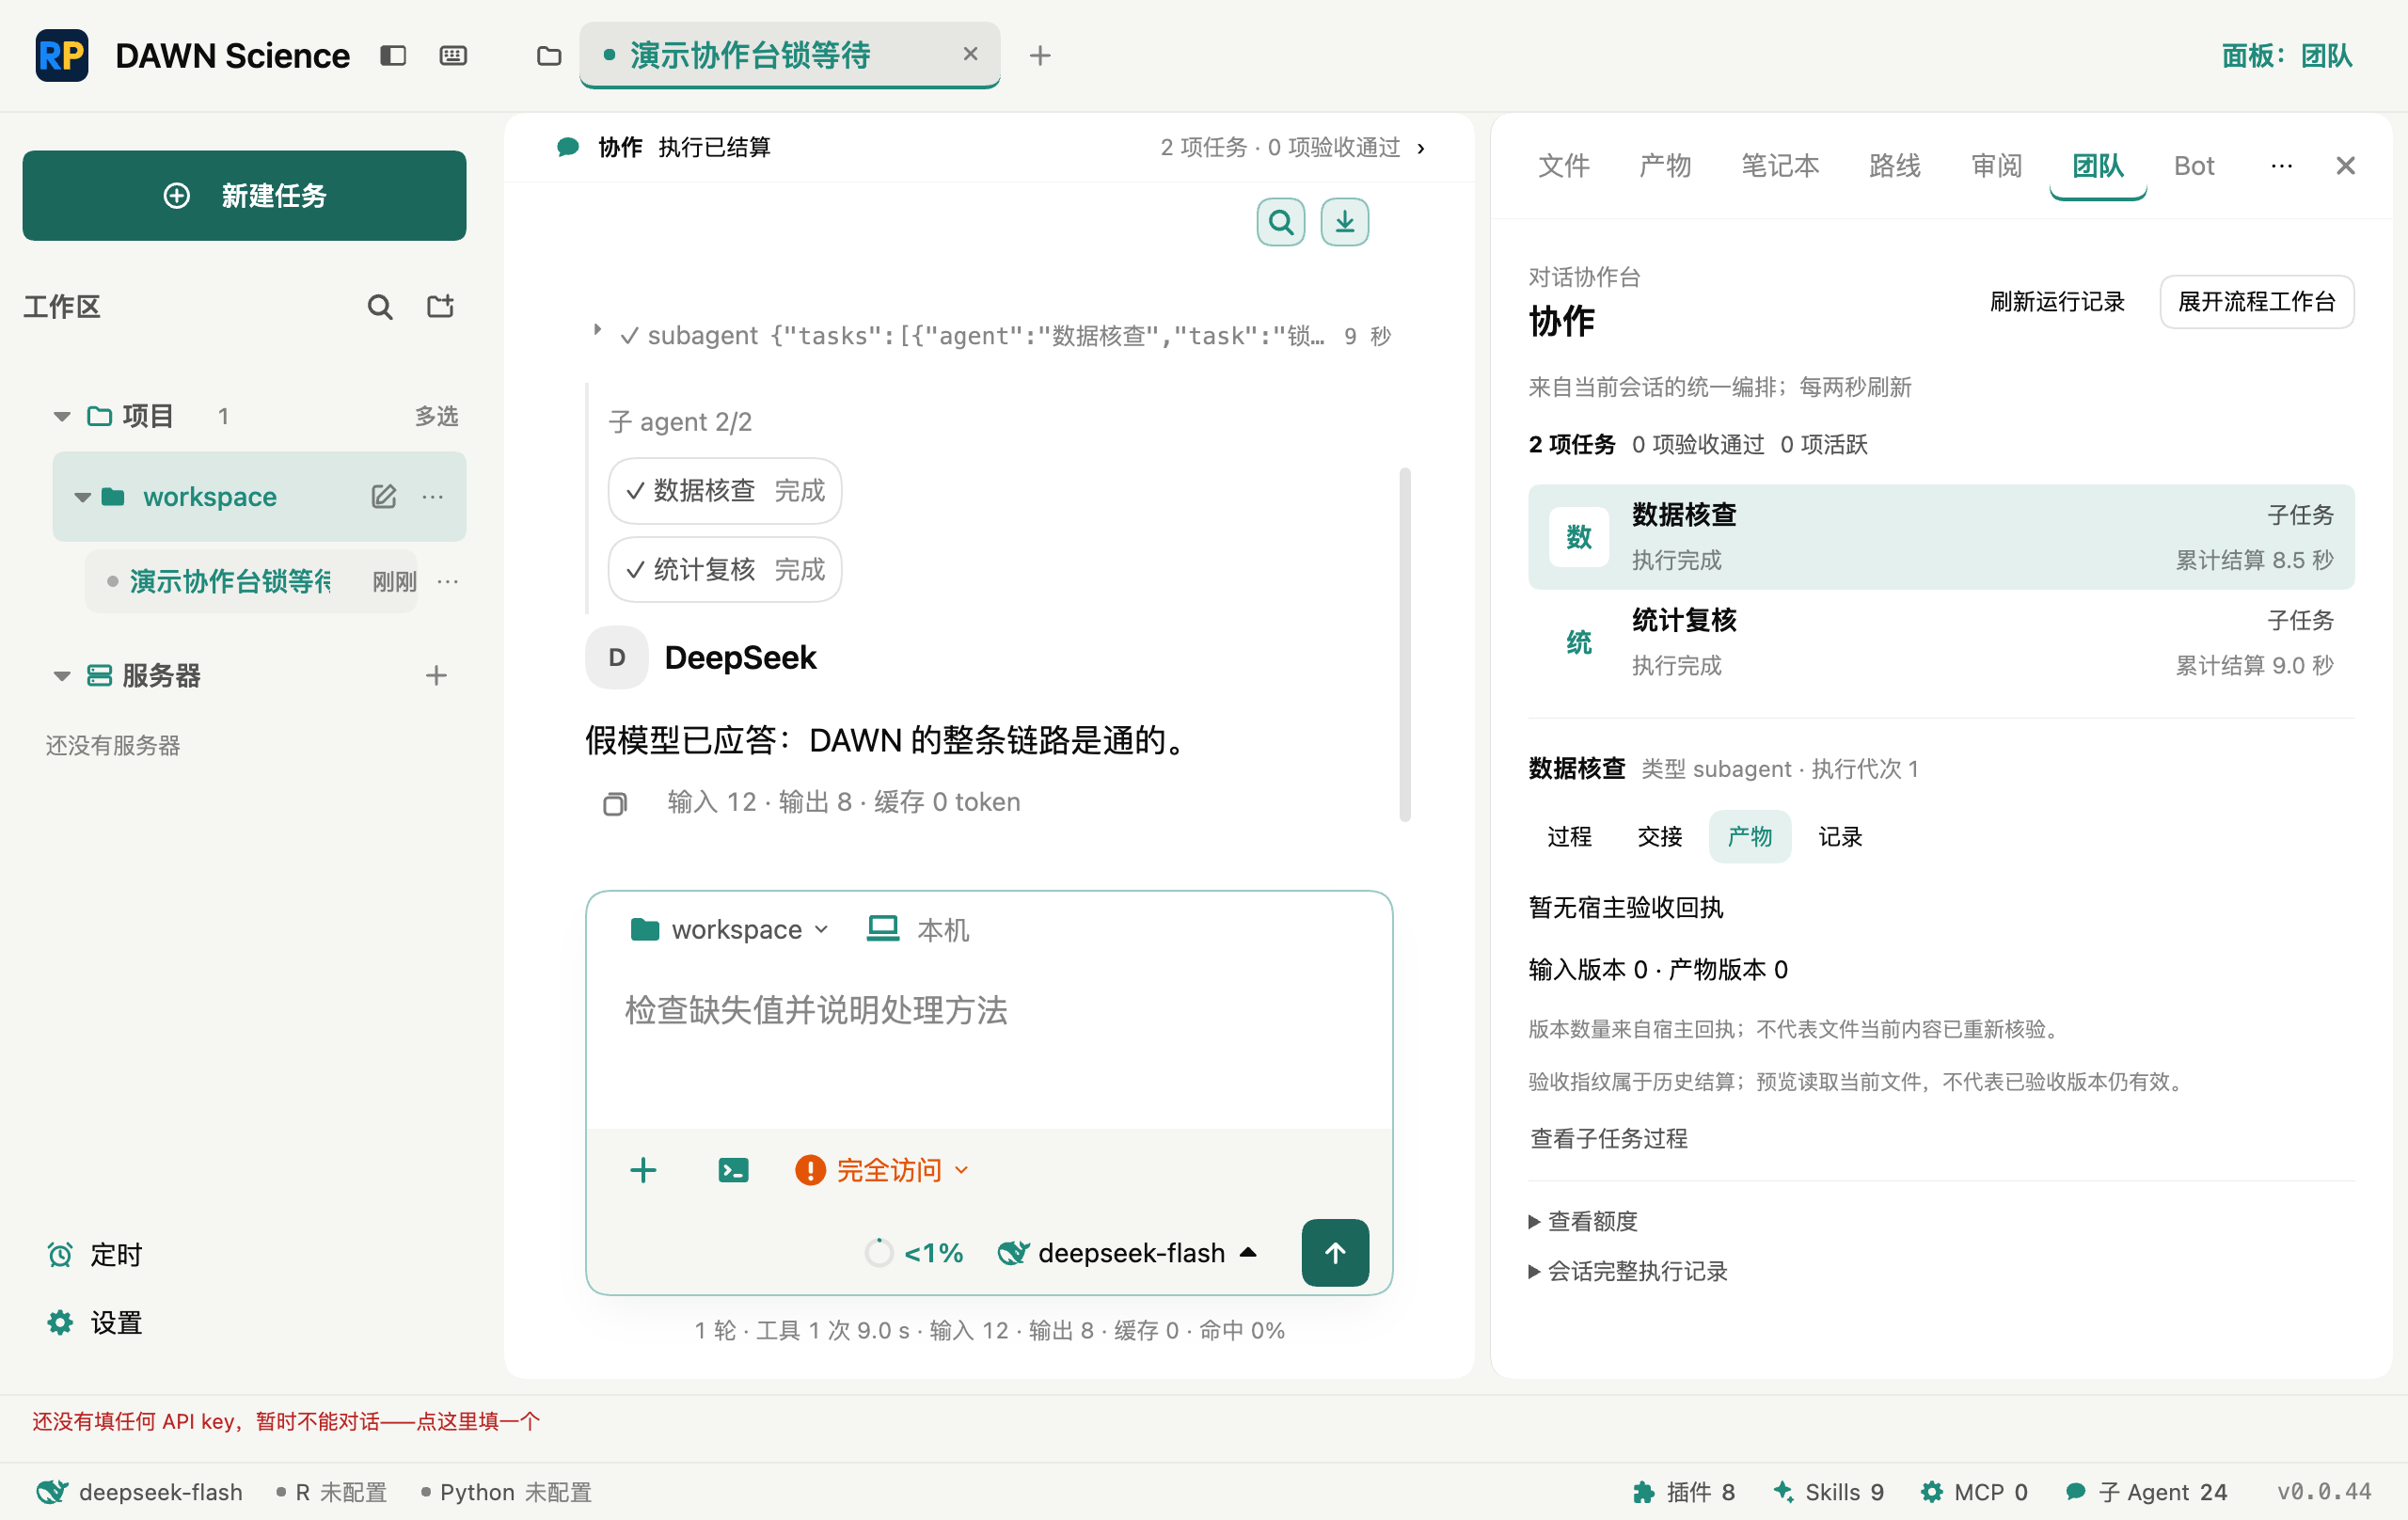 RP DAWN Science
演示协作台锁等待
面板：团队
新建任务
工作区
项目 1 多选
workspace
演示协作台锁等待 刚刚
服务器
还没有服务器
定时
设置
协作 执行已结算 2 项任务 · 0 项验收通过 ›
subagent {"tasks":[{"agent":"数据核查","task":"锁… 9 秒
子 agent 2/2
数据核查 完成
统计复核 完成
D DeepSeek
假模型已应答：DAWN 的整条链路是通的。
输入 12 · 输出 8 · 缓存 0 token
workspace 本机
检查缺失值并说明处理方法
完全访问
<1% deepseek-flash
1 轮 · 工具 1 次 9.0 s · 输入 12 · 输出 8 · 缓存 0 · 命中 0%
文件 产物 笔记本 路线 审阅 团队 Bot …
对话协作台
协作
刷新运行记录 展开流程工作台
来自当前会话的统一编排；每两秒刷新
2 项任务 0 项验收通过 0 项活跃
数 数据核查 子任务
执行完成 累计结算 8.5 秒
统 统计复核 子任务
执行完成 累计结算 9.0 秒
数据核查 类型 subagent · 执行代次 1
过程 交接 产物 记录
暂无宿主验收回执
输入版本 0 · 产物版本 0
版本数量来自宿主回执；不代表文件当前内容已重新核验。
验收指纹属于历史结算；预览读取当前文件，不代表已验收版本仍有效。
查看子任务过程
查看额度
会话完整执行记录
还没有填任何 API key，暂时不能对话——点这里填一个
deepseek-flash R 未配置 Python 未配置
插件 8 Skills 9 MCP 0 子 Agent 24 v0.0.44